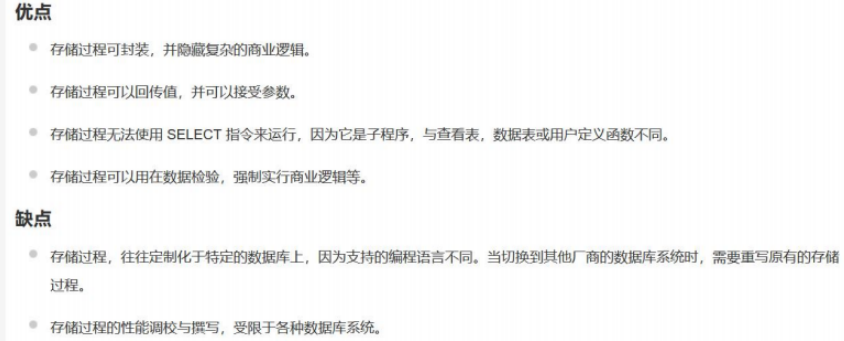 优点
存储过程可封装，并隐藏复杂的商业逻辑。
存储过程可以回传值，并可以接受参数。
存储过程无法使用 SELECT 指令来运行，因为它是子程序，与查看表，数据表或用户定义函数不同。
存储过程可以用在数据检验，强制实行商业逻辑等。
缺点
存储过程，往往定制化于特定的数据库上，因为支持的编程语言不同。当切换到其他厂商的数据库系统时，需要重写原有的存储
过程。
存储过程的性能调校与撰写，受限于各种数据库系统。